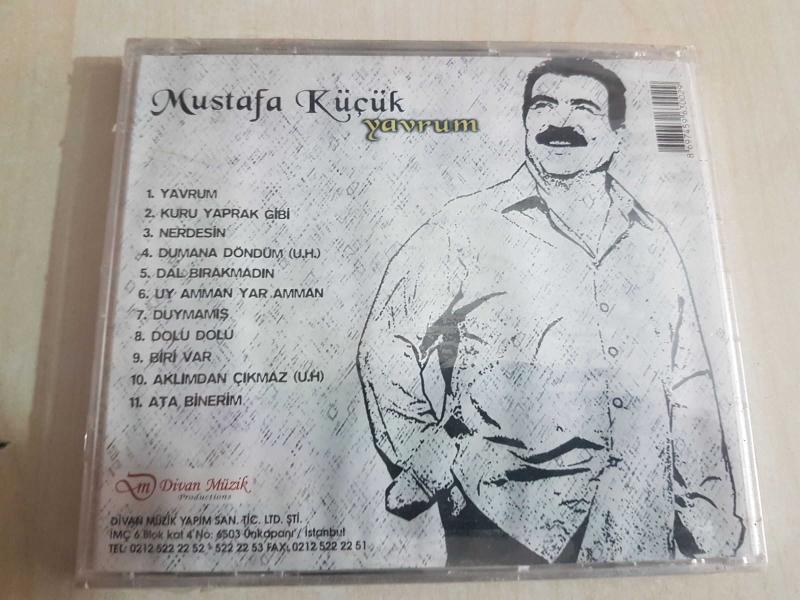 Mustafa Küçük
yavrum
1. YAVRUM
2. KURU YAPRAK GİBİ
3. NERDESİN
4. DUMANA DÖNDÜM (U.H.)
5. DAL BIRAKMADIN
6. UY AMMAN YAR AMMAN
7. DUYMAMIŞ
8. DOLU DOLU
9. BİRİ VAR
10. AKLIMDAN ÇIKMAZ (U.H)
11. ATA BİNERİM
Dm Divan Müzik
Productions
DİVAN MÜZİK YAPIM SAN. TİC. LTD. ŞTİ.
İMÇ 6.Blok kat 4 No: 6503 Unkapanı / İstanbul
TEL: 0212 522 22 52 - 522 22 53 FAX: 0212 522 22 51